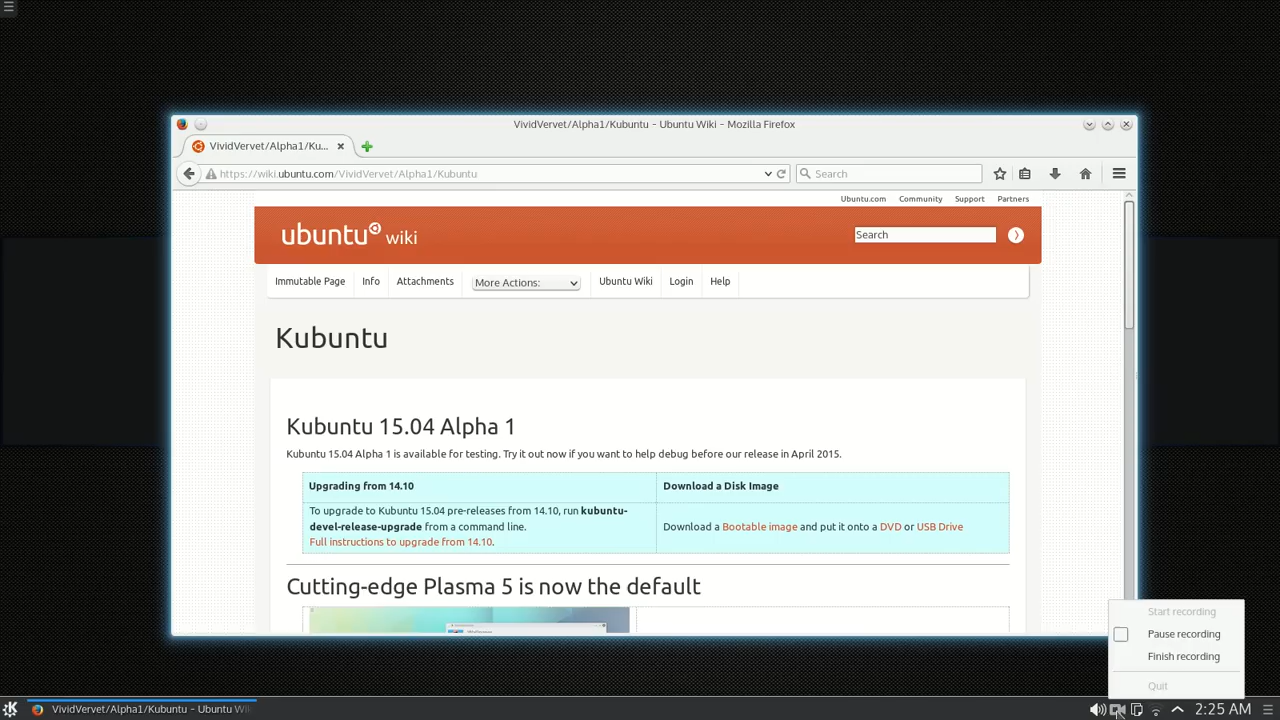 VividVervet/Alpha1/Kubuntu - Ubuntu Wiki - Mozilla Firefox
VividVervet/Alpha1/Ku...
https://wiki.ubuntu.com/VividVervet/Alpha1/Kubuntu
Search
Ubuntu.com Community Support Partners
ubuntu wiki
Search
Immutable Page Info Attachments More Actions: Ubuntu Wiki Login Help
Kubuntu
Kubuntu 15.04 Alpha 1
Kubuntu 15.04 Alpha 1 is available for testing. Try it out now if you want to help debug before our release in April 2015.
Upgrading from 14.10
To upgrade to Kubuntu 15.04 pre-releases from 14.10, run kubuntu-
devel-release-upgrade from a command line.
Full instructions to upgrade from 14.10.
Download a Disk Image
Download a Bootable image and put it onto a DVD or USB Drive
Cutting-edge Plasma 5 is now the default
Start recording
Pause recording
Finish recording
Quit
VividVervet/Alpha1/Kubuntu - Ubuntu Wi
2:25 AM